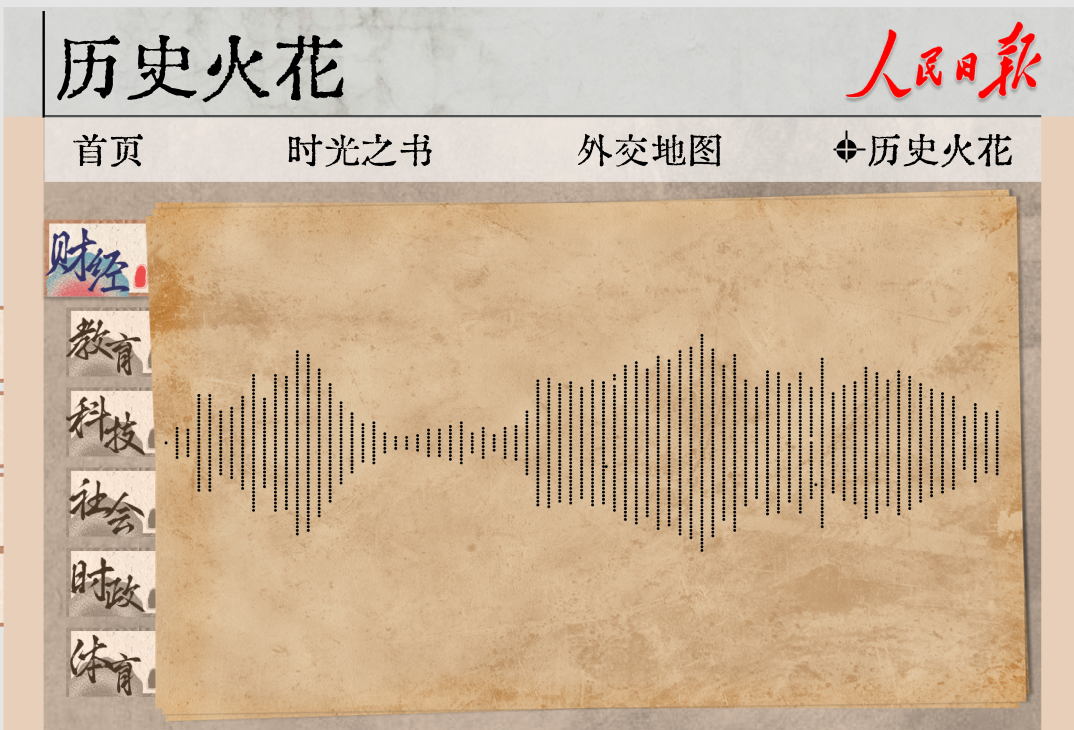 历史火花
人民日报
首页 时光之书 外交地图 历史火花
财经
教育
科技
社会
时政
体育